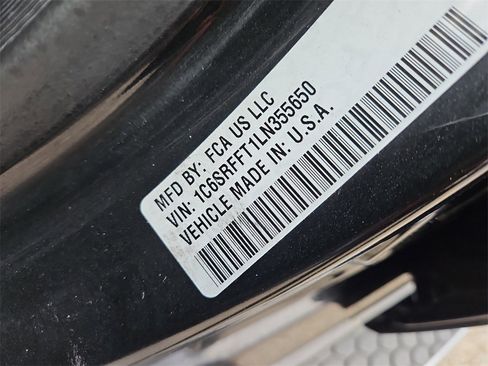 MFD BY: FCA US LLC
VIN: 1C6SRFFT1LN355650
VEHICLE MADE IN: U.S.A.